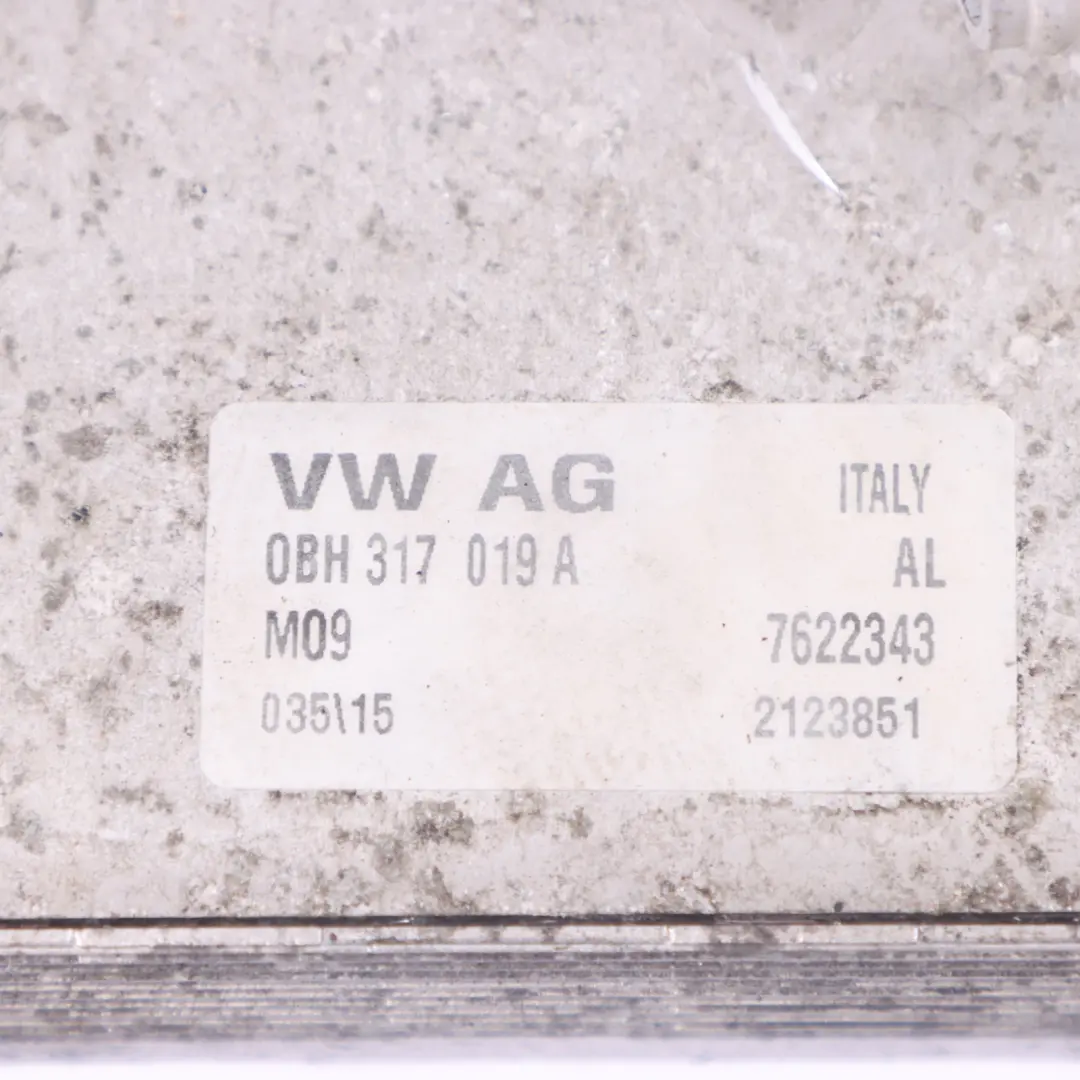 VW AG ITALY
0BH 317 019 A AL
M09 7622343
035\15 2123851